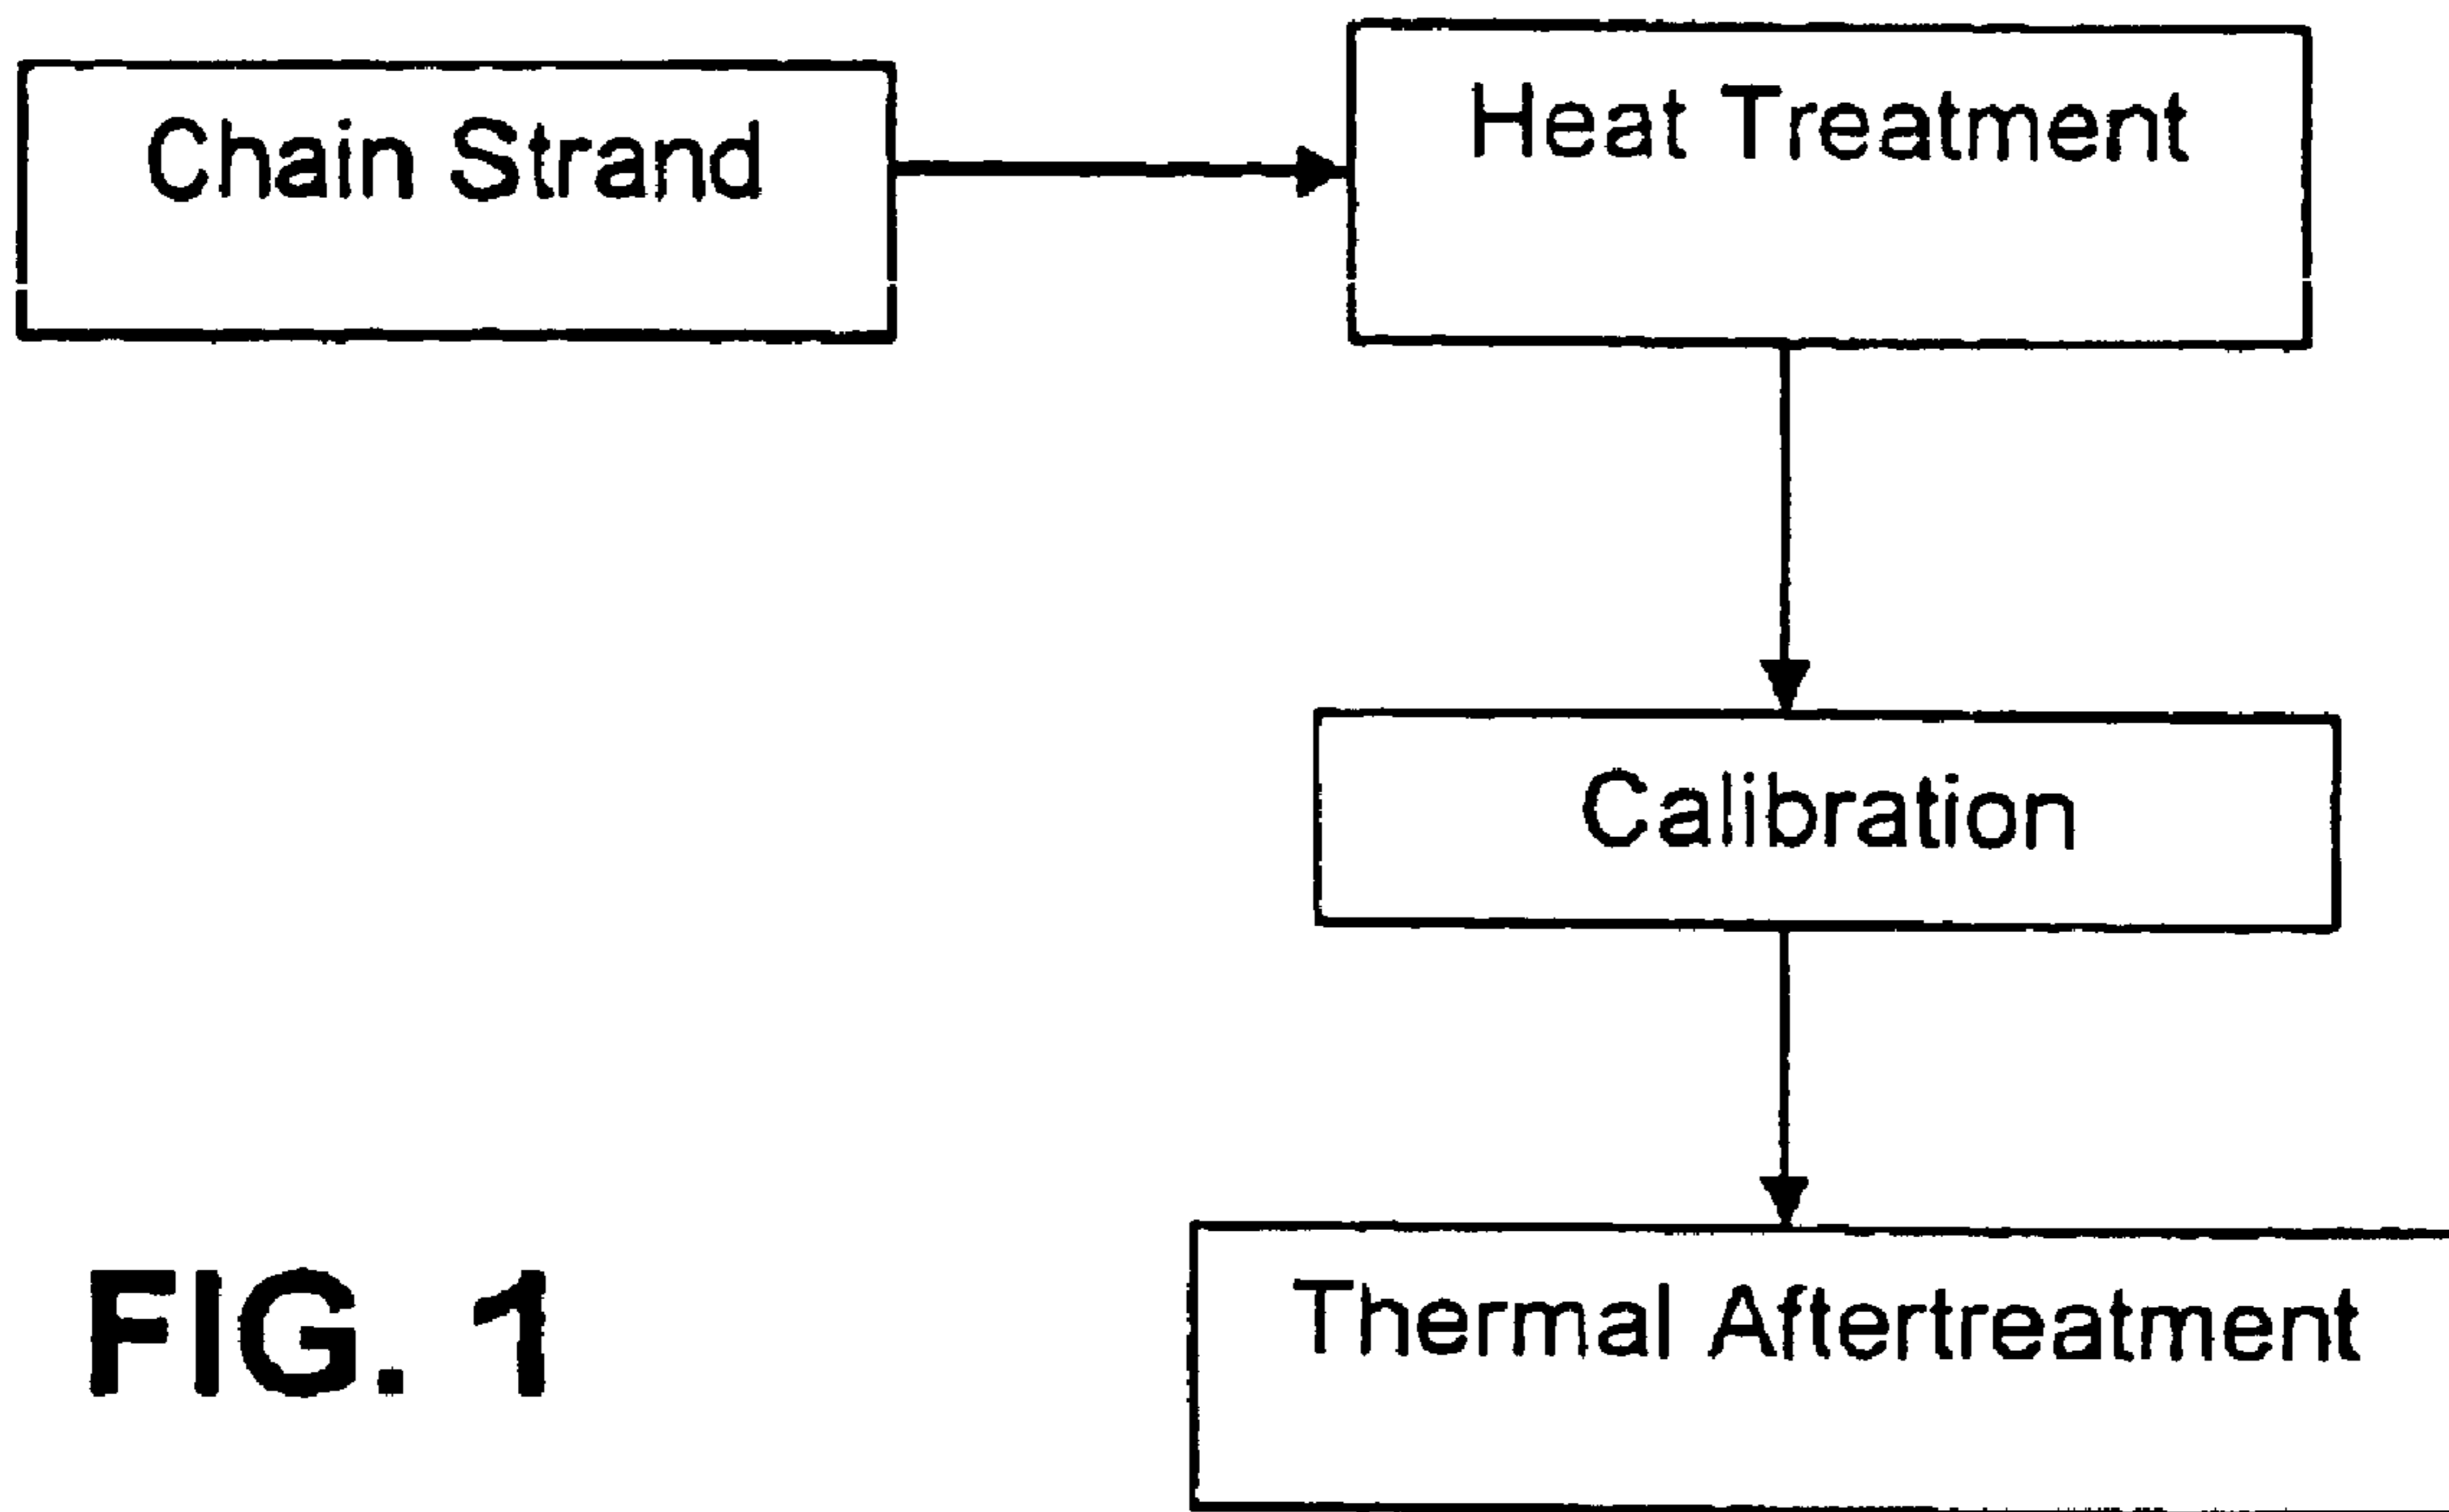 Chain Strand
Heat Treatment
Calibration
Thermal Aftertreatment
FIG. 1